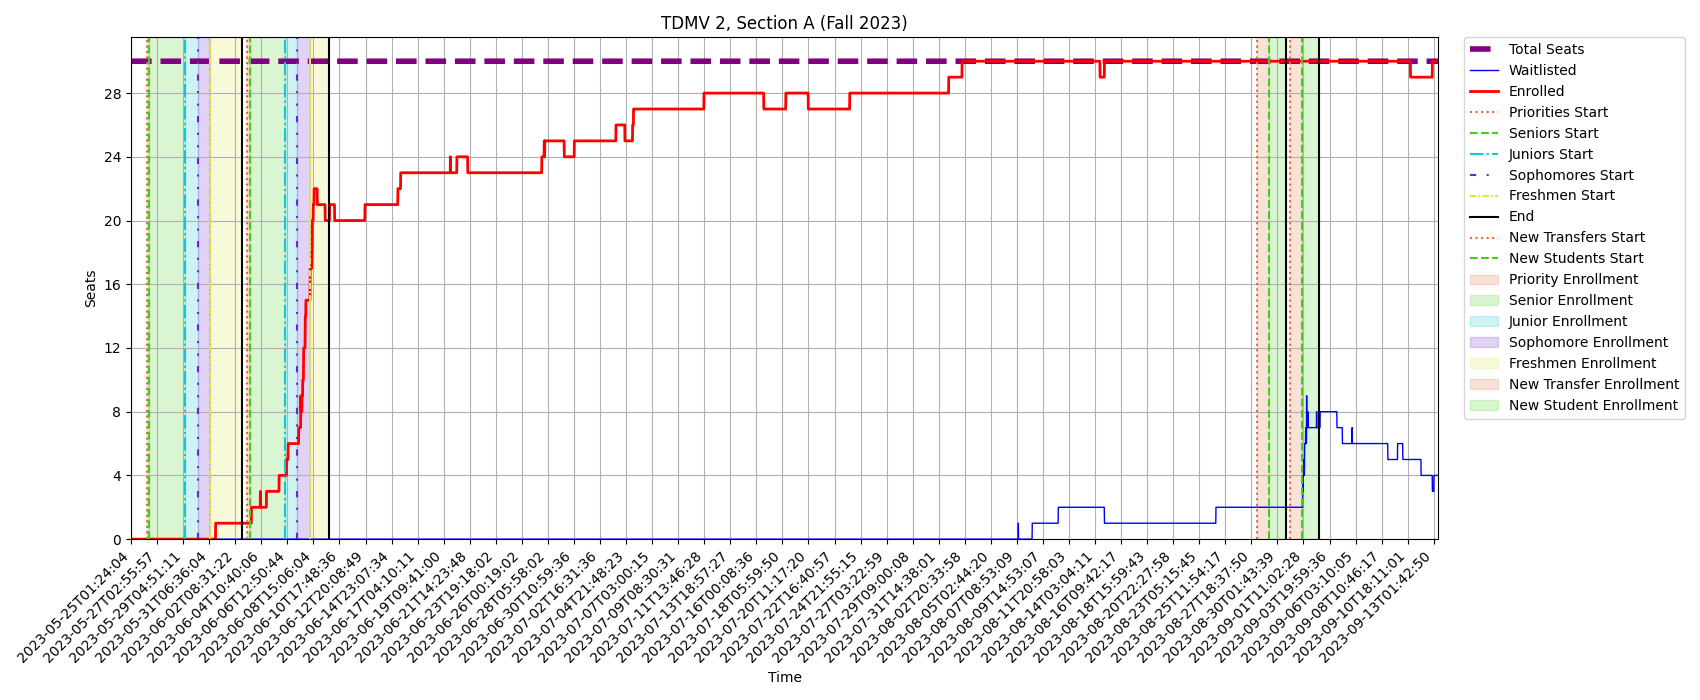 TDMV 2, Section A (Fall 2023)
Seats
28
24
20
16
12
8
4
0
2023-05-25T01:24:04
2023-05-27T02:55:57
2023-05-29T04:51:11
2023-05-31T06:36:04
2023-06-02T08:31:22
2023-06-04T10:40:06
2023-06-06T12:50:44
2023-06-08T15:06:04
2023-06-10T17:48:36
2023-06-12T20:08:49
2023-06-14T23:07:34
2023-06-17T04:10:11
2023-06-19T09:41:00
2023-06-21T14:23:48
2023-06-23T19:18:02
2023-06-26T00:19:02
2023-06-28T05:58:02
2023-06-30T10:59:36
2023-07-02T16:31:36
2023-07-04T21:48:23
2023-07-07T03:00:15
2023-07-09T08:30:31
2023-07-11T13:46:28
2023-07-13T18:57:27
2023-07-16T00:08:36
2023-07-18T05:59:50
2023-07-20T11:17:20
2023-07-22T16:40:57
2023-07-24T21:55:15
2023-07-27T03:22:59
2023-07-29T09:00:08
2023-07-31T14:38:01
2023-08-02T20:33:58
2023-08-05T02:44:20
2023-08-07T08:53:09
2023-08-09T14:53:07
2023-08-11T20:58:03
2023-08-14T03:04:11
2023-08-16T09:42:17
2023-08-18T15:59:43
2023-08-20T22:27:58
2023-08-23T05:15:45
2023-08-25T11:54:17
2023-08-27T18:37:50
2023-08-30T01:43:39
2023-09-01T11:02:28
2023-09-03T19:59:36
2023-09-06T03:10:05
2023-09-08T10:46:17
2023-09-10T18:11:01
2023-09-13T01:42:50
Time
Total Seats
Waitlisted
Enrolled
Priorities Start
Seniors Start
Juniors Start
Sophomores Start
Freshmen Start
End
New Transfers Start
New Students Start
Priority Enrollment
Senior Enrollment
Junior Enrollment
Sophomore Enrollment
Freshmen Enrollment
New Transfer Enrollment
New Student Enrollment